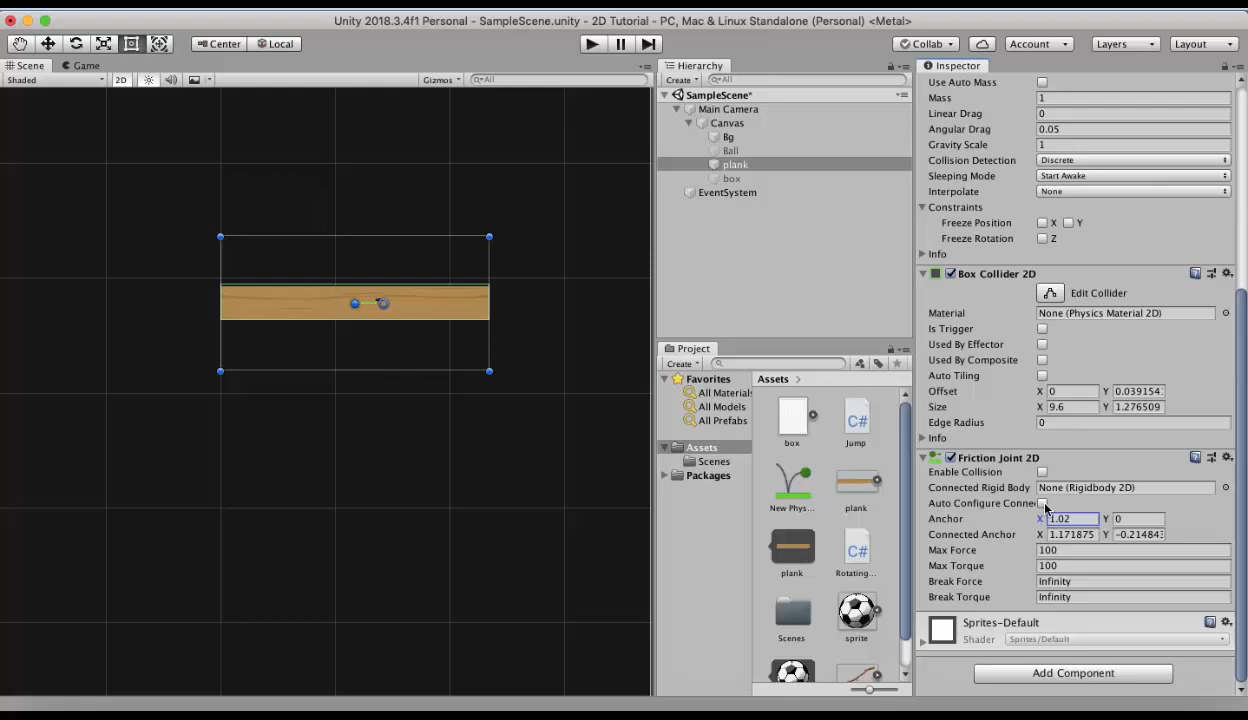 Unity 2018.3.4f1 Personal - SampleScene.unity - 2D Tutorial - PC, Mac & Linux Standalone (Personal) <Metal>
Center Local Collab Account Layers Layout
Scene Game
Shaded 2D Gizmos All
Hierarchy
Create All
SampleScene*
Main Camera
Canvas
Bg
Ball
plank
box
EventSystem
Project
Create
Favorites
All Materials
All Models
All Prefabs
Assets
Scenes
Packages
Assets
box
Jump
New Phys...
plank
plank
Rotating...
Scenes
sprite
Inspector
Use Auto Mass
Mass 1
Linear Drag 0
Angular Drag 0.05
Gravity Scale 1
Collision Detection Discrete
Sleeping Mode Start Awake
Interpolate None
Constraints
Freeze Position X Y
Freeze Rotation Z
Info
Box Collider 2D
Edit Collider
Material None (Physics Material 2D)
Is Trigger
Used By Effector
Used By Composite
Auto Tiling
Offset X 0 Y 0.039154
Size X 9.6 Y 1.276509
Edge Radius 0
Info
Friction Joint 2D
Enable Collision
Connected Rigid Body None (Rigidbody 2D)
Auto Configure Connec
Anchor X 1.02 Y 0
Connected Anchor X 1.171875 Y -0.214843
Max Force 100
Max Torque 100
Break Force Infinity
Break Torque Infinity
Sprites-Default
Shader Sprites/Default
Add Component